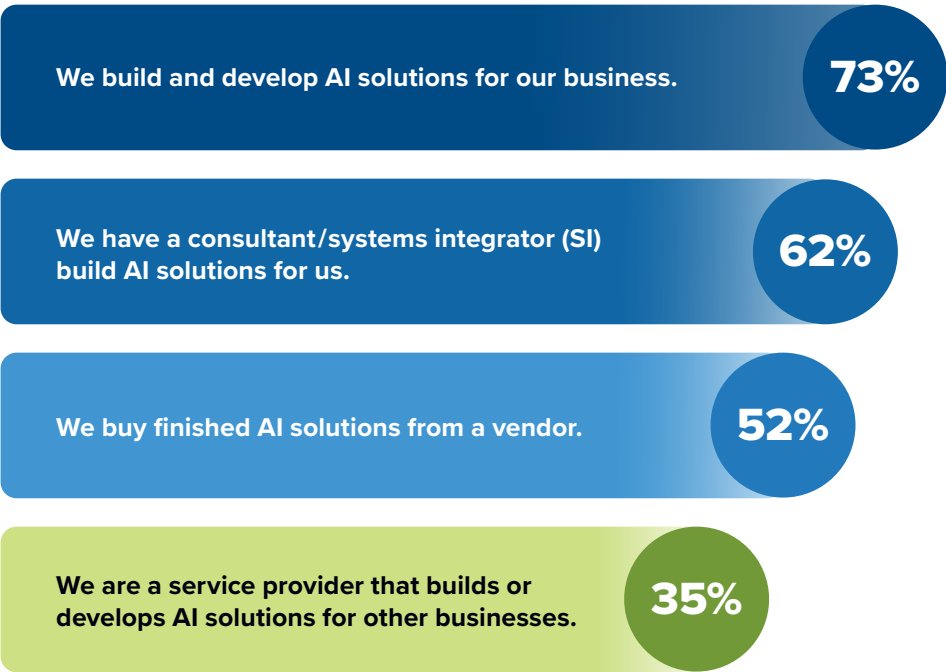 We build and develop AI solutions for our business.
73%
We have a consultant/systems integrator (SI)
build AI solutions for us.
62%
We buy finished AI solutions from a vendor.
52%
We are a service provider that builds or
develops AI solutions for other businesses.
35%